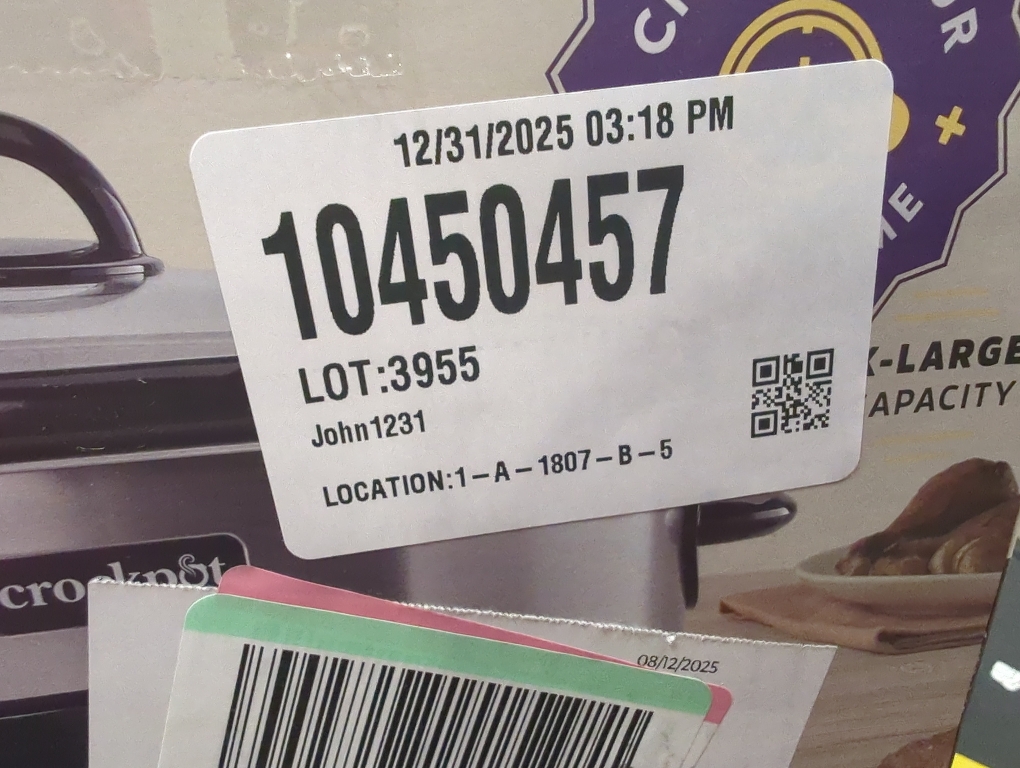 12/31/2025 03:18 PM
10450457
LOT:3955
John1231
LOCATION:1-A-1807-B-5
X-LARGE
CAPACITY
crockpot
08/12/2025